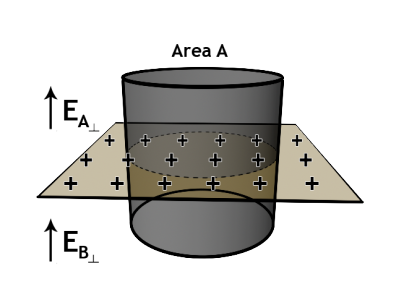 Area A
E_A⊥
+ + + + + +
+ + + + + +
+ + + + + +
E_B⊥